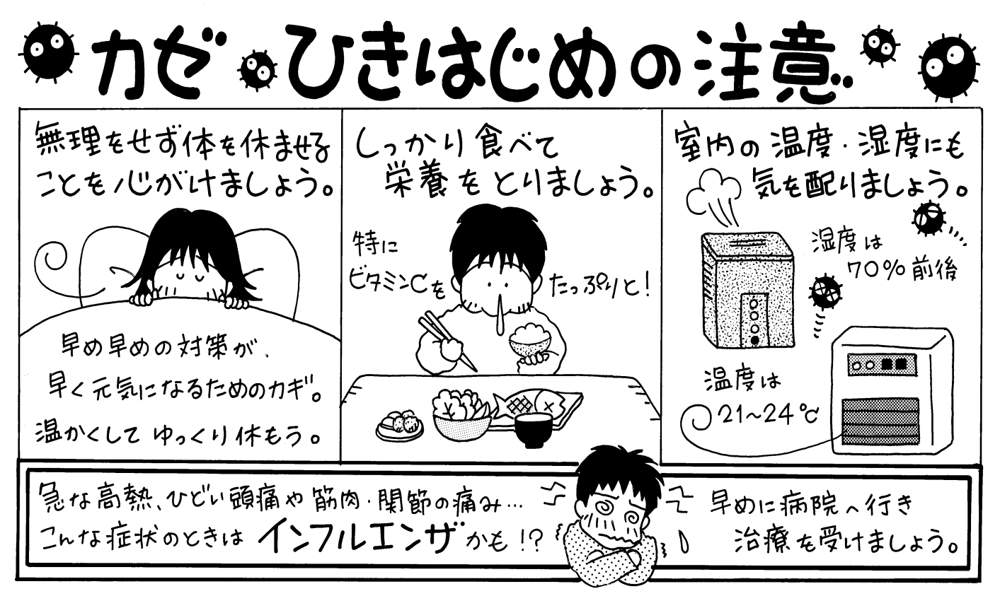 カゼ ひきはじめの注意
無理をせず体を休ませる
ことを心がけましょう。
早め早めの対策が、
早く元気になるためのカギ。
温かくして ゆっくり休もう。
しっかり食べて
栄養をとりましょう。
特に
ビタミンCを
たっぷりと!
室内の温度・湿度にも
気を配りましょう。
湿度は
70%前後
温度は
21~24℃
急な高熱、ひどい頭痛や筋肉・関節の痛み…
こんな症状のときはインフルエンザかも!?
早めに病院へ行き
治療を受けましょう。